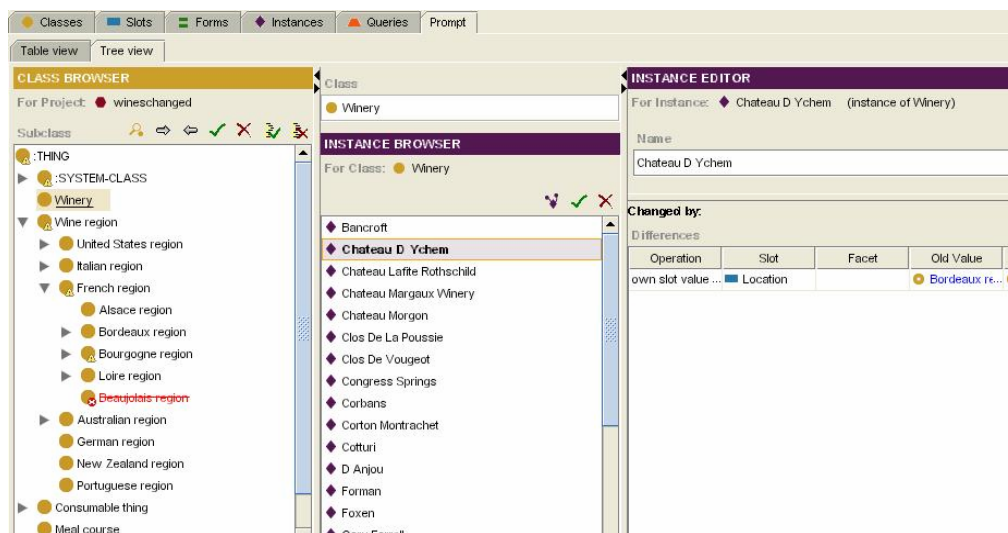 Classes Slots Forms Instances Queries Prompt
Table view Tree view
CLASS BROWSER
For Project: wineschanged
Subclass
:THING
:SYSTEM-CLASS
Winery
Wine region
United States region
Italian region
French region
Alsace region
Bordeaux region
Bourgogne region
Loire region
Beaujolais region
Australian region
German region
New Zealand region
Portuguese region
Consumable thing
Meal course
Class
Winery
INSTANCE BROWSER
For Class: Winery
Bancroft
Chateau D Ychem
Chateau Lafite Rothschild
Chateau Margaux Winery
Chateau Morgon
Clos De La Poussie
Clos De Vougeot
Congress Springs
Corbans
Corton Montrachet
Cotturi
D Anjou
Forman
Foxen
INSTANCE EDITOR
For Instance: Chateau D Ychem (instance of Winery)
Name
Chateau D Ychem
Changed by:
Differences
Operation Slot Facet Old Value
own slot value ... Location Bordeaux re...